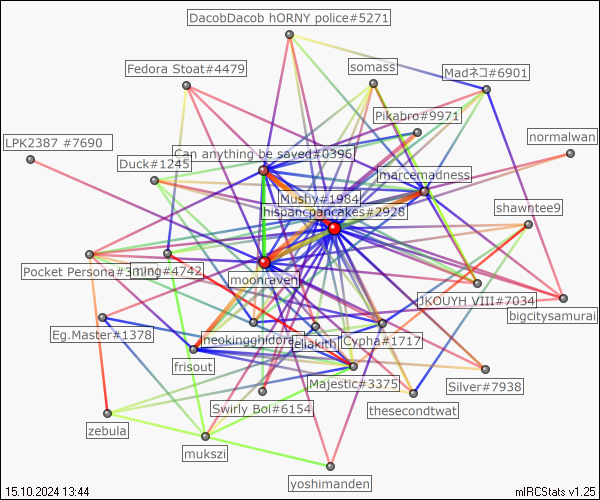 DacobDacob hORNY police#5271
somass
Fedora Stoat#4479
Madネコ#6901
Pikabro#9971
LPK2387 #7690
normalwan
Can anything be saved#0396
Duck#1245
marcemadness
Mushy#1984
hispancpancakes#2928
shawntee9
Pocket Persona#3
ming#4742
moonraven
JKOUYH VIII#7034
bigcitysamurai
Eg.Master#1378
neokingghidora
eliakith
Cypha#1717
frisout
Majestic#3375
Silver#7938
Swirly Boi#6154
thesecondtwat
zebula
mukszi
yoshimanden
15.10.2024 13:44
mIRCStats v1.25